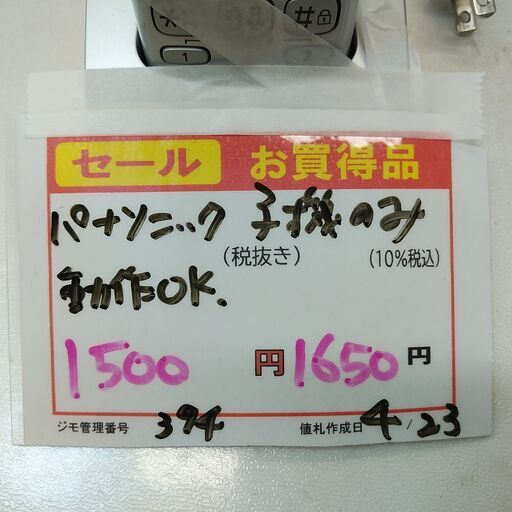 * #
1
セール お買得品
パナソニック 子機のみ
(税抜き) (10%税込)
動作OK.
1500 円 1650 円
ジモ管理番号 394 値札作成日 4/23